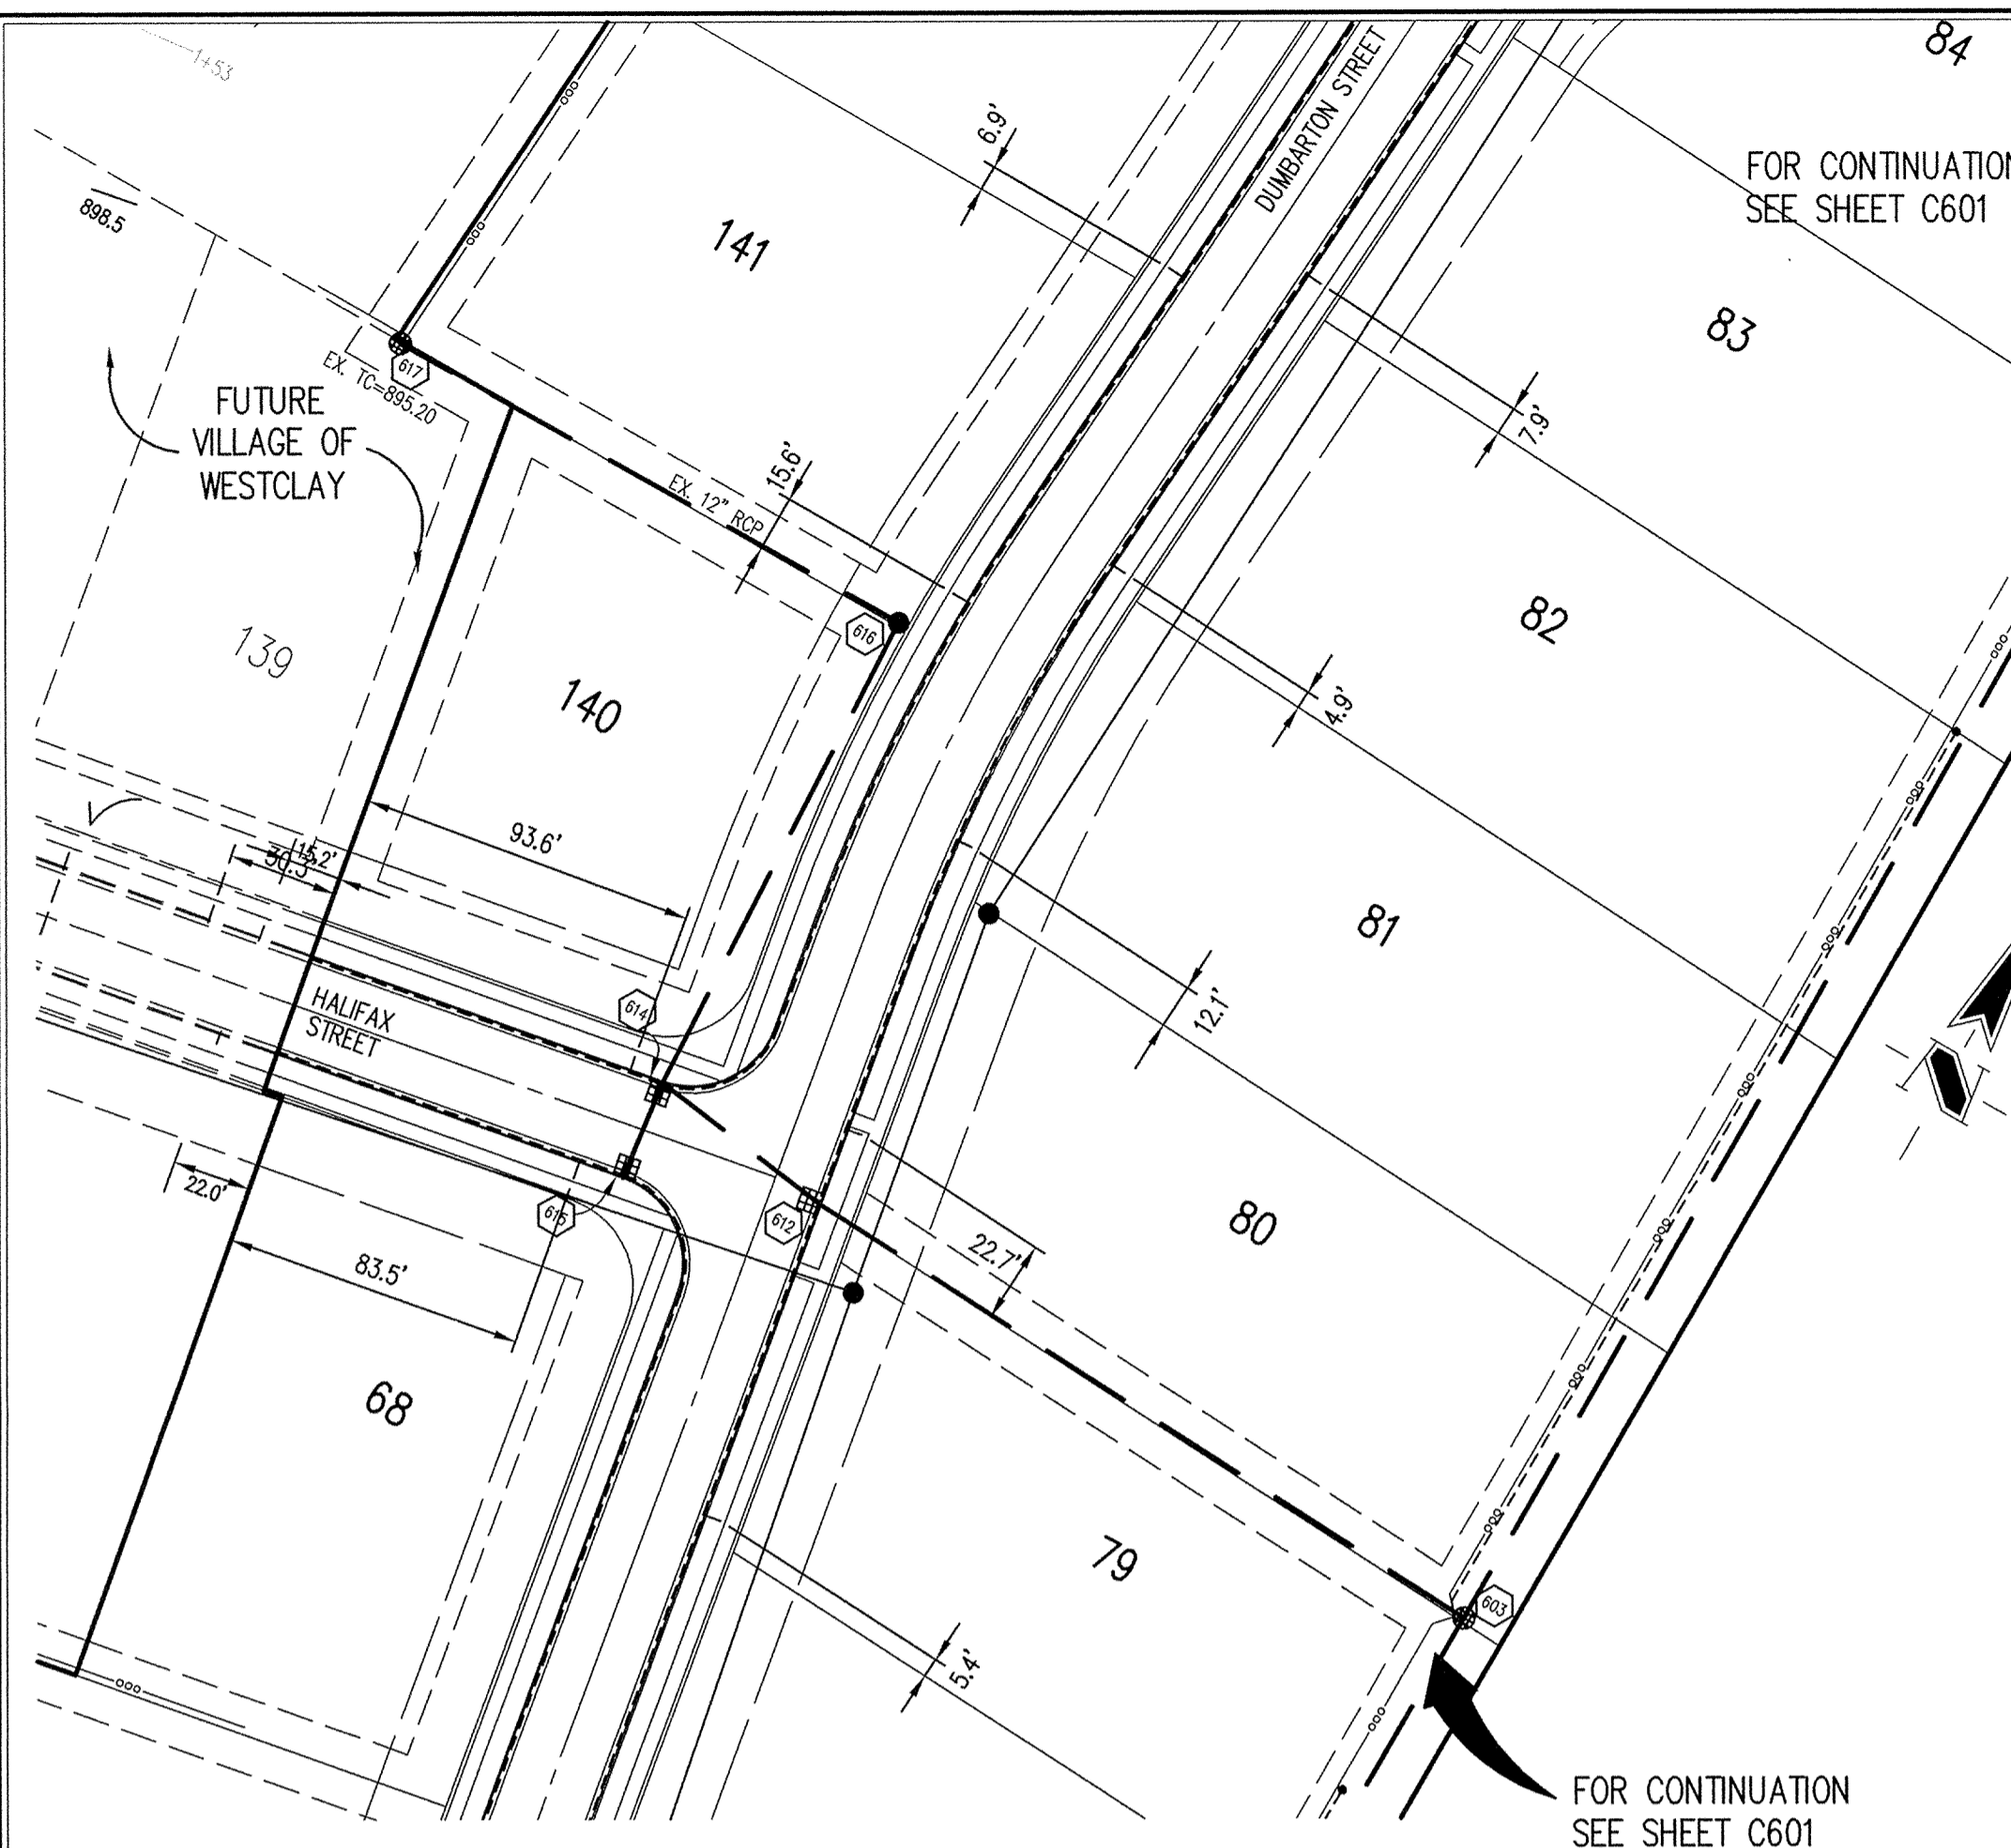 84
1+53
DUMBARTON STREET
6.9'
FOR CONTINUATION
SEE SHEET C601
898.5
141
83
617
EX. TC=895.20
FUTURE
VILLAGE OF
WESTCLAY
7.9'
15.6'
EX. 12" RCP
82
616
139
140
4.9'
93.6'
15.2'
30.3'
81
12.1'
614
HALIFAX
STREET
22.0'
615
612
80
22.7'
83.5'
68
79
603
5.4'
FOR CONTINUATION
SEE SHEET C601